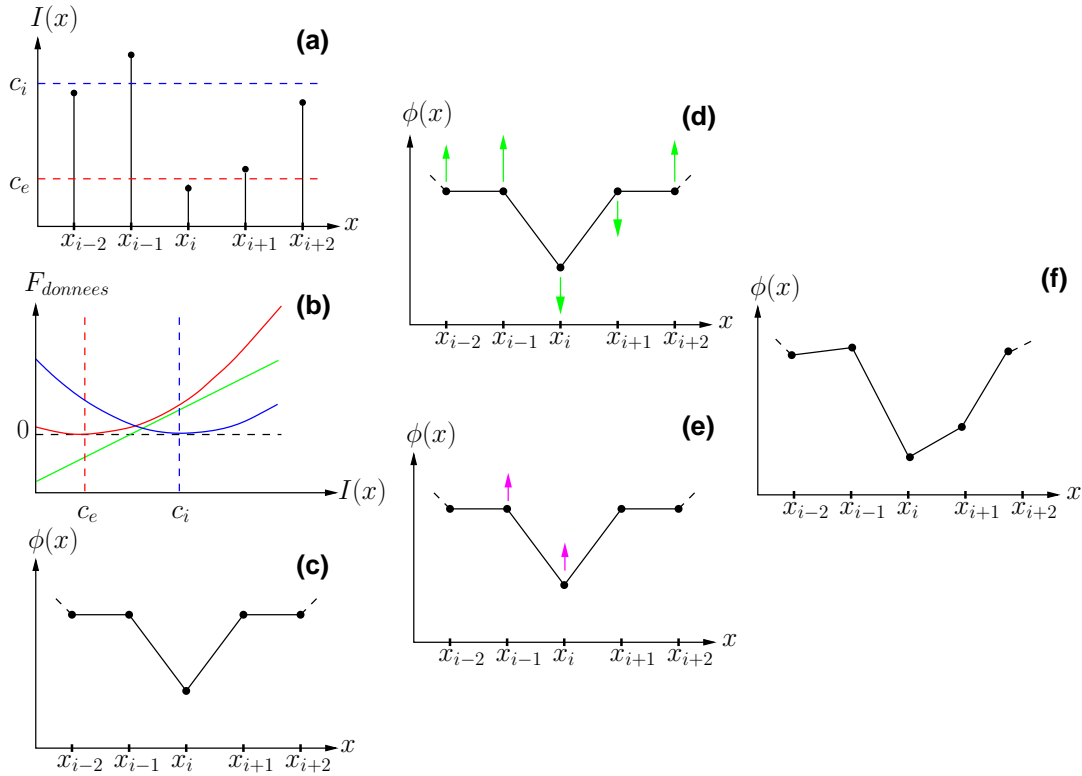 I(x)
(a)
c_i
c_e
x_{i-2} x_{i-1} x_i x_{i+1} x_{i+2} x
F_{donnees}
(b)
0
c_e c_i I(x)
ϕ(x)
(c)
x_{i-2} x_{i-1} x_i x_{i+1} x_{i+2} x
ϕ(x)
(d)
x_{i-2} x_{i-1} x_i x_{i+1} x_{i+2} x
ϕ(x)
(e)
x_{i-2} x_{i-1} x_i x_{i+1} x_{i+2} x
ϕ(x)
(f)
x_{i-2} x_{i-1} x_i x_{i+1} x_{i+2} x